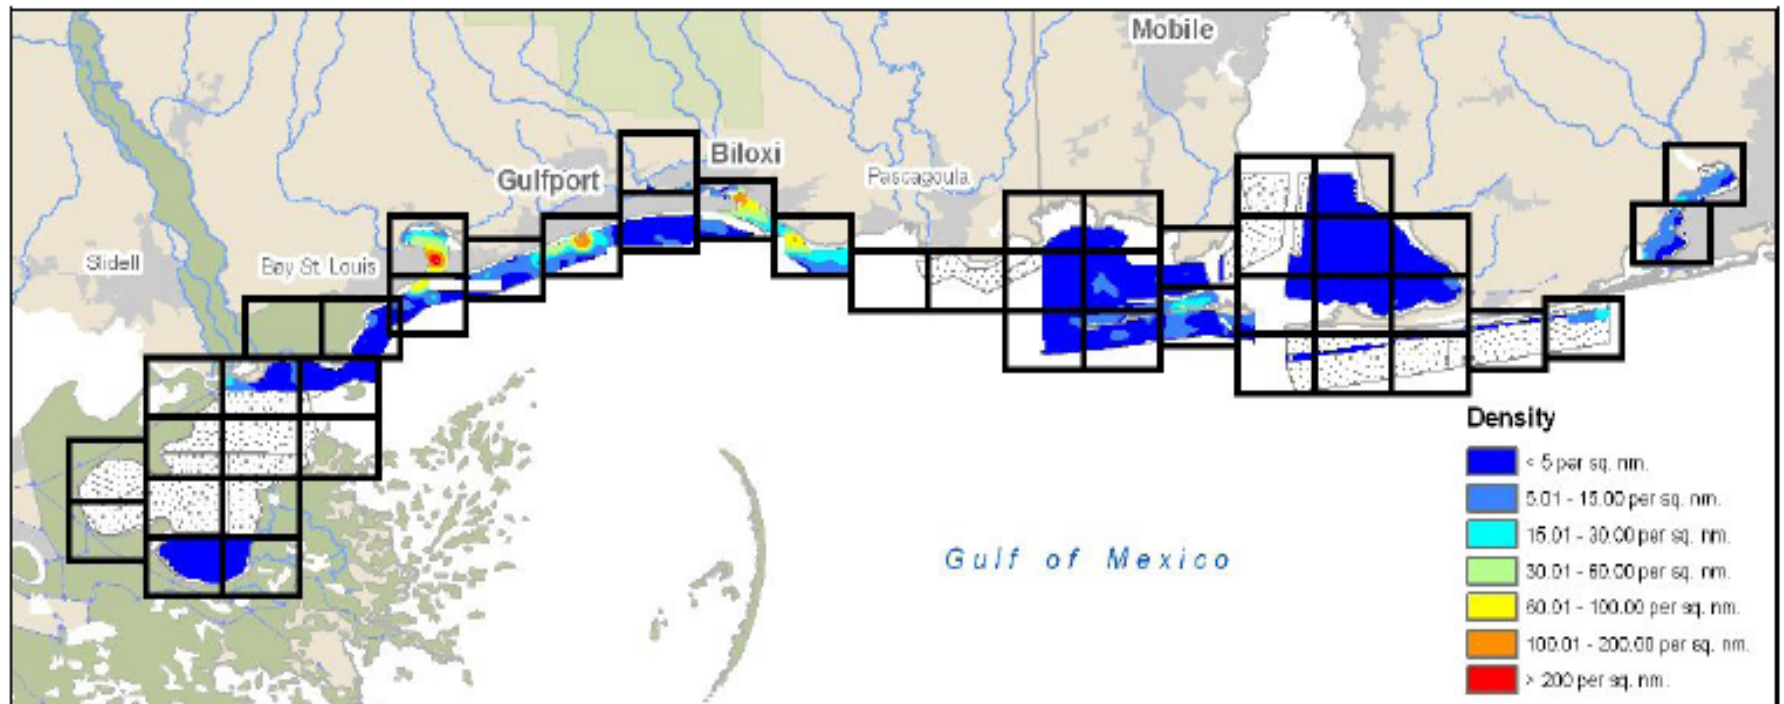 Mobile
Biloxi
Gulfport
Pascagoula
Slidell
Bay St. Louis
Density
< 5 per sq. nm.
5.01 - 15.00 per sq. nm.
15.01 - 30.00 per sq. nm.
30.01 - 60.00 per sq. nm.
60.01 - 100.00 per sq. nm.
100.01 - 200.00 per sq. nm.
> 200 per sq. nm.
Gulf of Mexico